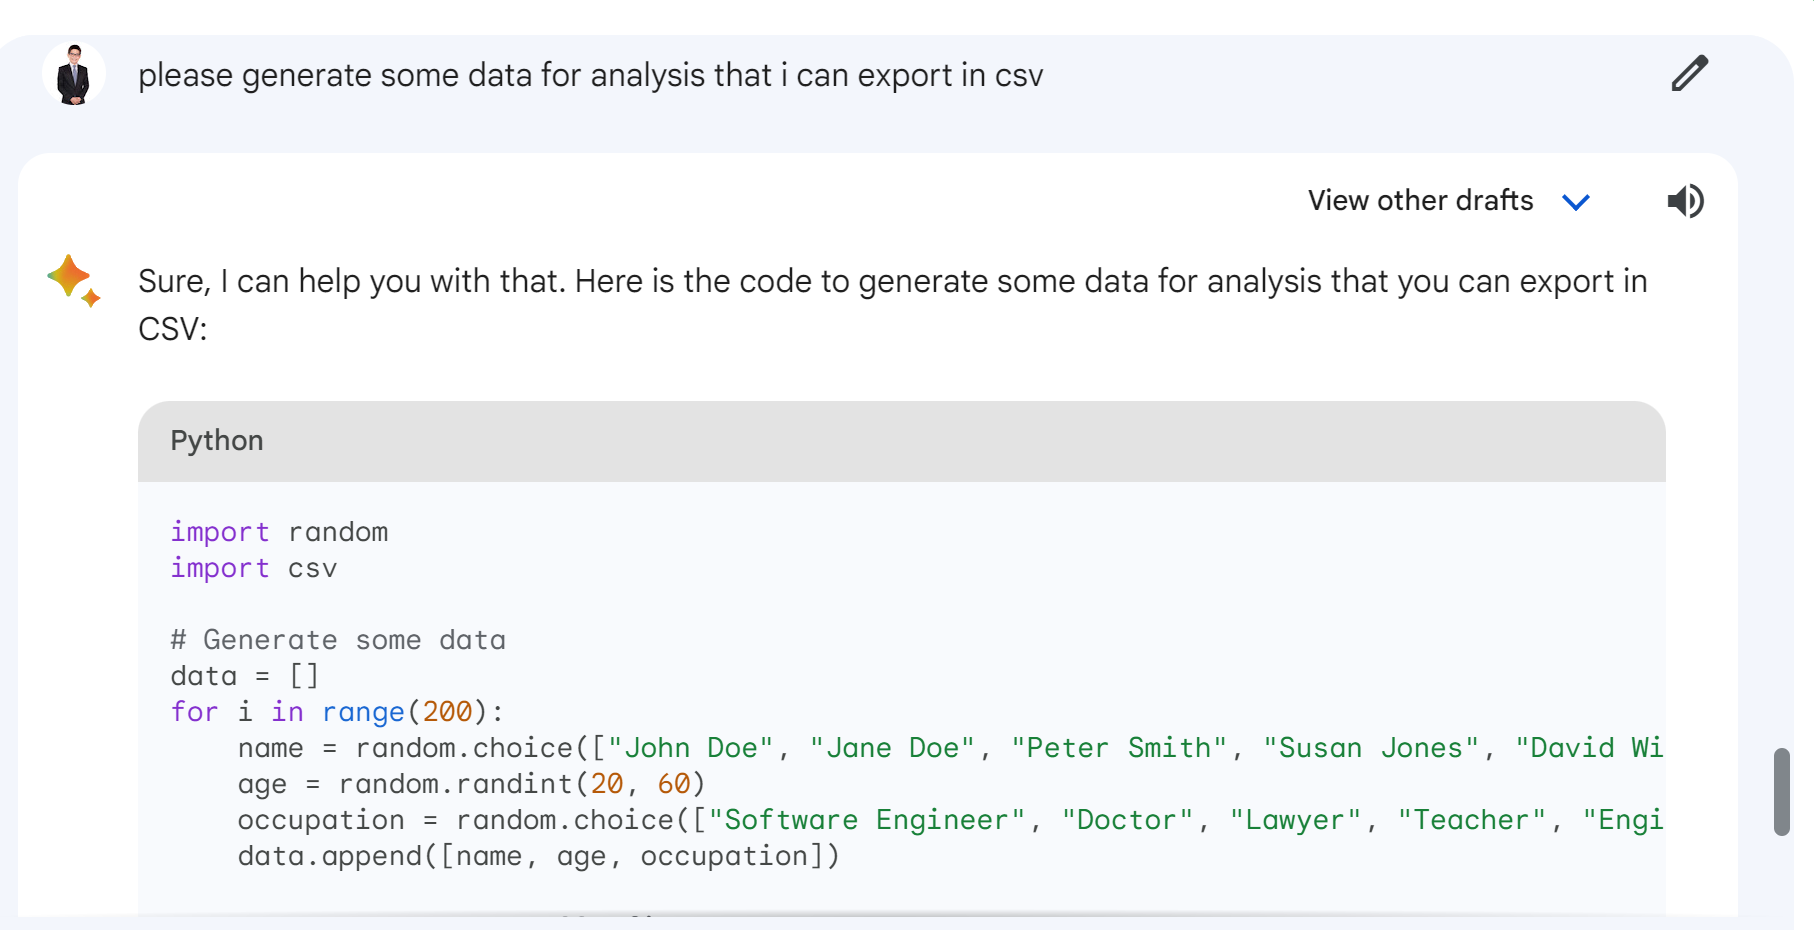 please generate some data for analysis that i can export in csv
View other drafts
Sure, I can help you with that. Here is the code to generate some data for analysis that you can export in
CSV:
Python
import random
import csv
# Generate some data
data = []
for i in range(200):
    name = random.choice(["John Doe", "Jane Doe", "Peter Smith", "Susan Jones", "David Wi
    age = random.randint(20, 60)
    occupation = random.choice(["Software Engineer", "Doctor", "Lawyer", "Teacher", "Engi
    data.append([name, age, occupation])